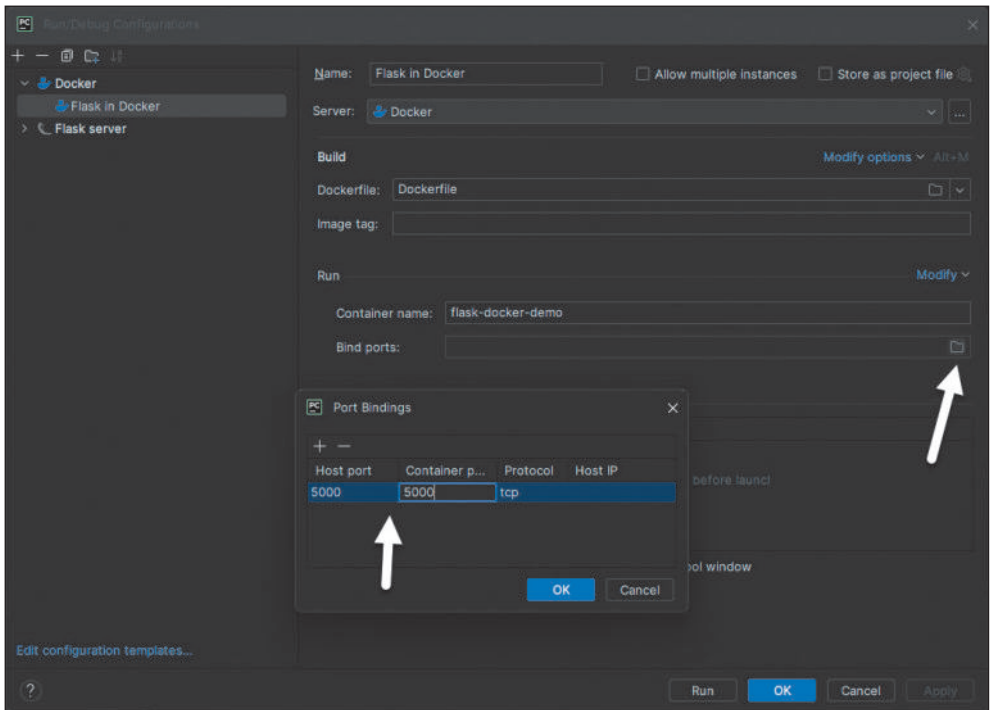 PC Run/Debug Configurations
Docker
Flask in Docker
Flask server
Edit configuration templates...
?
Name: Flask in Docker Allow multiple instances Store as project file
Server: Docker ...
Build Modify options Alt+M
Dockerfile: Dockerfile
Image tag:
Run Modify
Container name: flask-docker-demo
Bind ports:
PC Port Bindings
Host port Container p... Protocol Host IP
5000 5000 tcp
before launch
ool window
OK Cancel
Run OK Cancel Apply